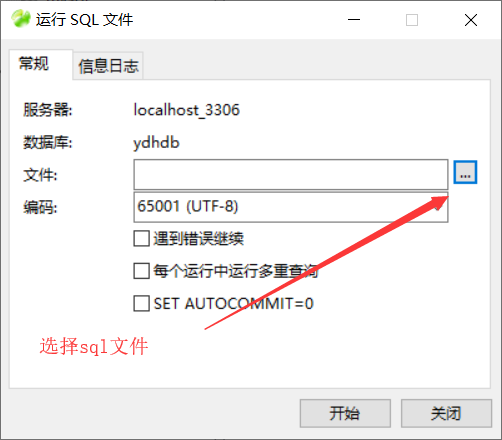 运行 SQL 文件
常规
信息日志
服务器: localhost_3306
数据库: ydhdb
文件: ...
编码: 65001 (UTF-8)
遇到错误继续
每个运行中运行多重查询
SET AUTOCOMMIT=0
选择sql文件
开始 关闭